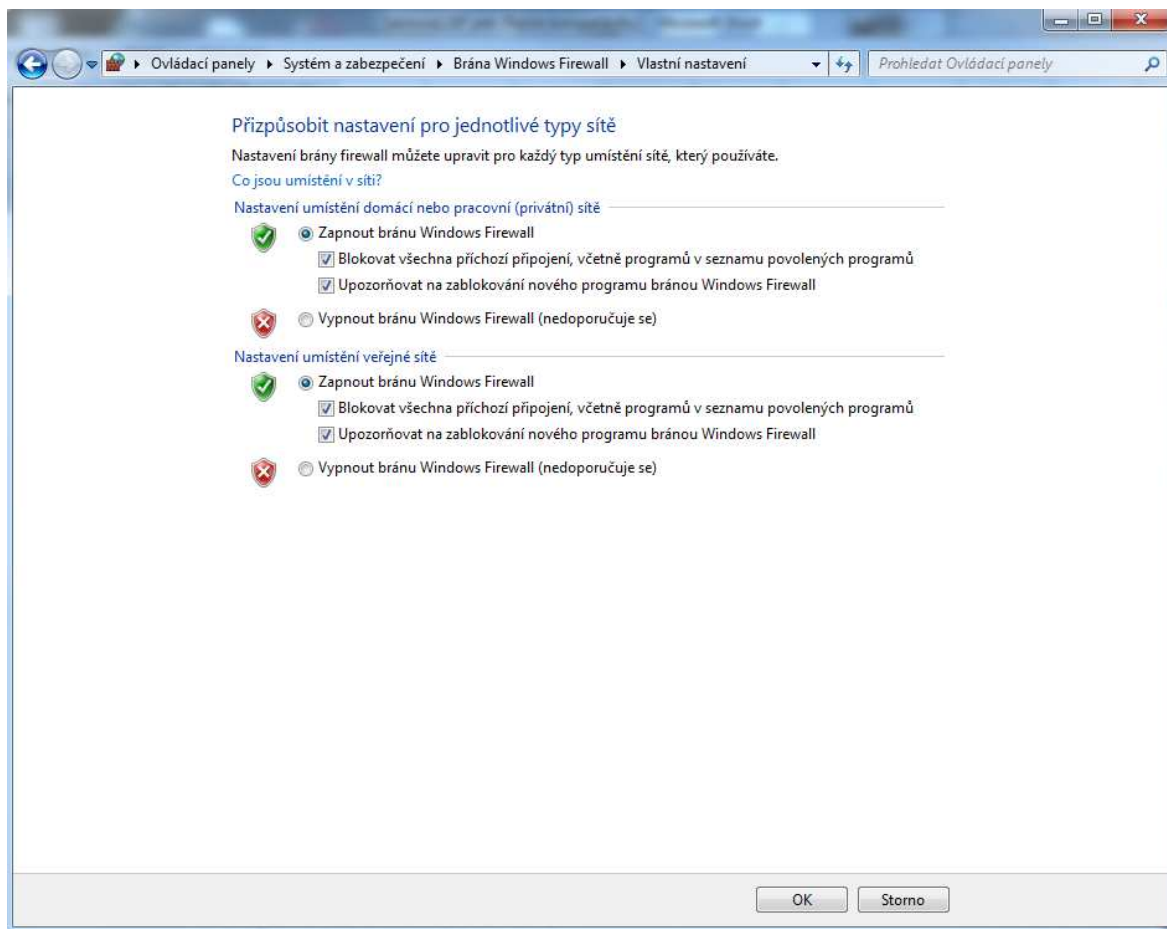 Ovládací panely Systém a zabezpečení Brána Windows Firewall Vlastní nastavení Prohledat Ovládací panely
Přizpůsobit nastavení pro jednotlivé typy sítě
Nastavení brány firewall můžete upravit pro každý typ umístění sítě, který používáte.
Co jsou umístění v síti?
Nastavení umístění domácí nebo pracovní (privátní) sítě
Zapnout bránu Windows Firewall
Blokovat všechna příchozí připojení, včetně programů v seznamu povolených programů
Upozorňovat na zablokování nového programu bránou Windows Firewall
Vypnout bránu Windows Firewall (nedoporučuje se)
Nastavení umístění veřejné sítě
Zapnout bránu Windows Firewall
Blokovat všechna příchozí připojení, včetně programů v seznamu povolených programů
Upozorňovat na zablokování nového programu bránou Windows Firewall
Vypnout bránu Windows Firewall (nedoporučuje se)
OK Storno